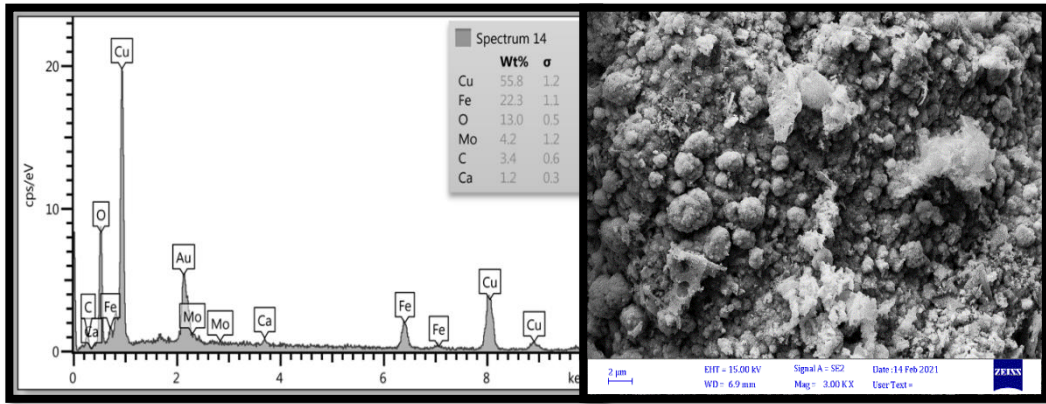 Spectrum 14
Wt% σ
Cu 55.8 1.2
Fe 22.3 1.1
O 13.0 0.5
Mo 4.2 1.2
C 3.4 0.6
Ca 1.2 0.3
cps/eV
20
10
0
Cu
O
C
Fe
Ca
Au
Mo
Mo
Ca
Fe
Fe
Cu
Cu
0 2 4 6 8 ke
2 µm
EHT = 15.00 kV Signal A = SE2 Date :14 Feb 2021
WD = 6.9 mm Mag = 3.00 K X User Text =
ZEISS